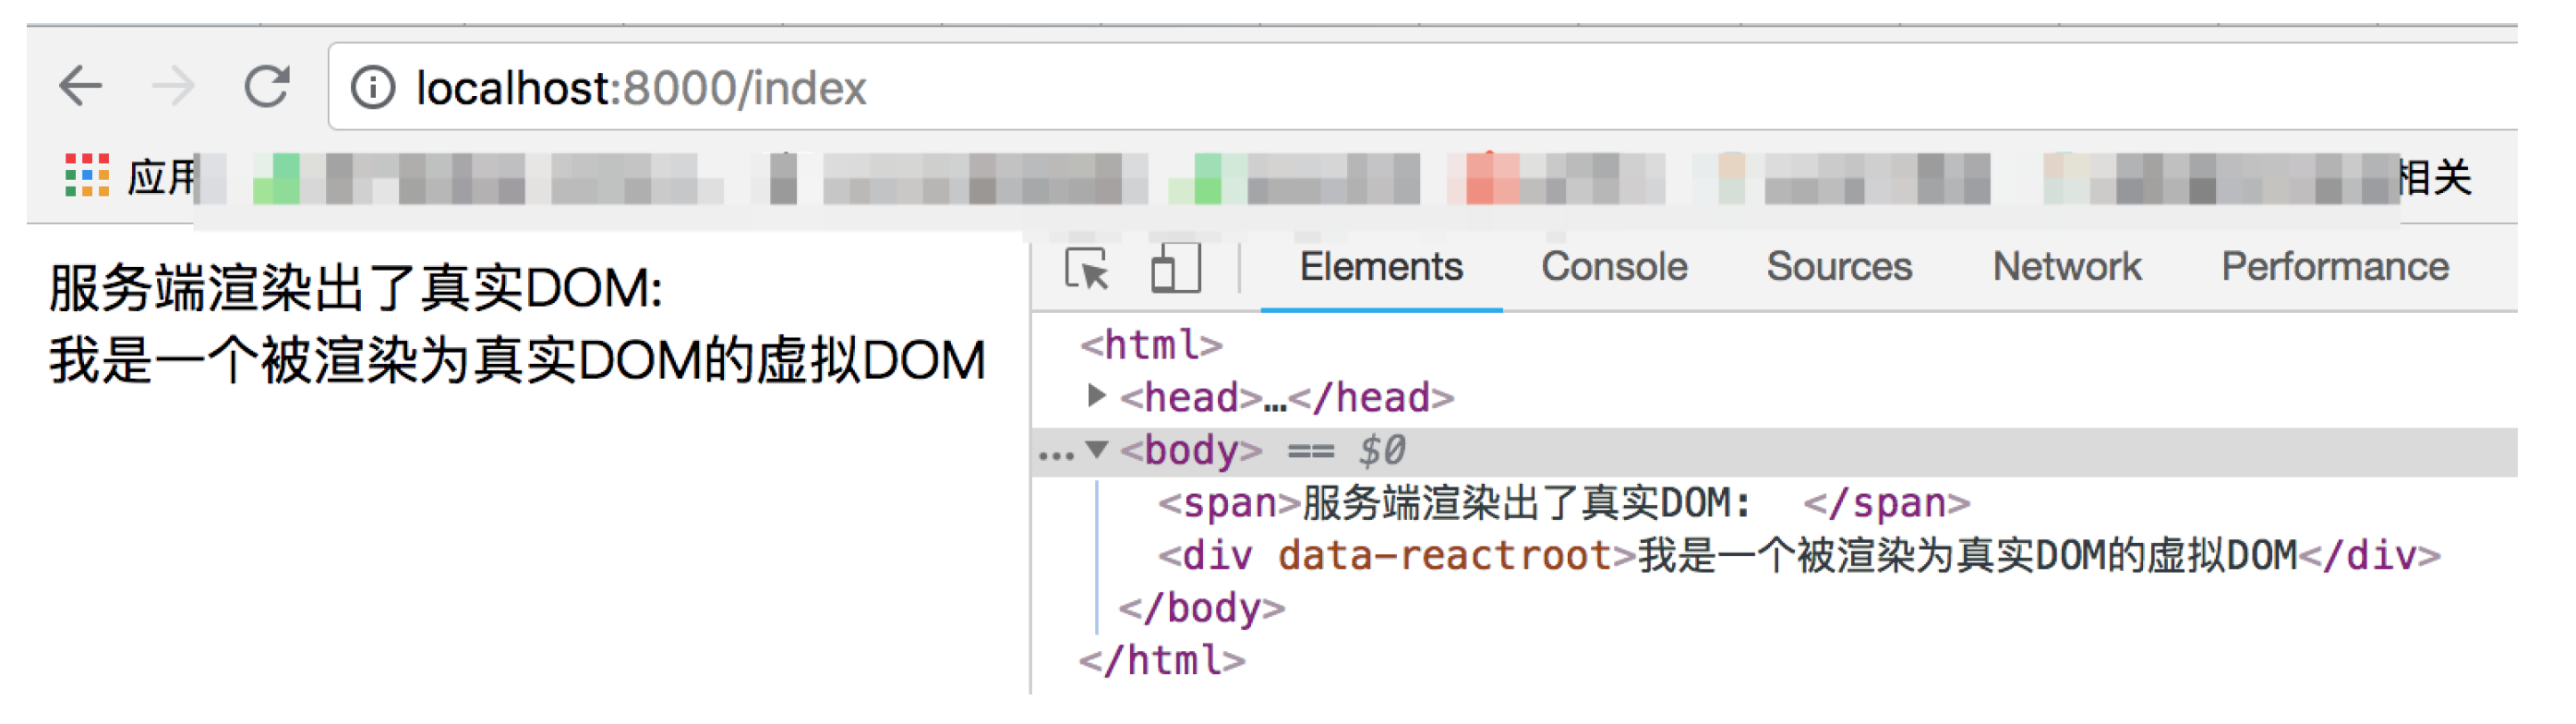 localhost:8000/index
应用
相关
服务端渲染出了真实DOM:
我是一个被渲染为真实DOM的虚拟DOM
Elements Console Sources Network Performance
<html>
<head>…</head>
… <body> == $0
<span>服务端渲染出了真实DOM: </span>
<div data-reactroot>我是一个被渲染为真实DOM的虚拟DOM</div>
</body>
</html>